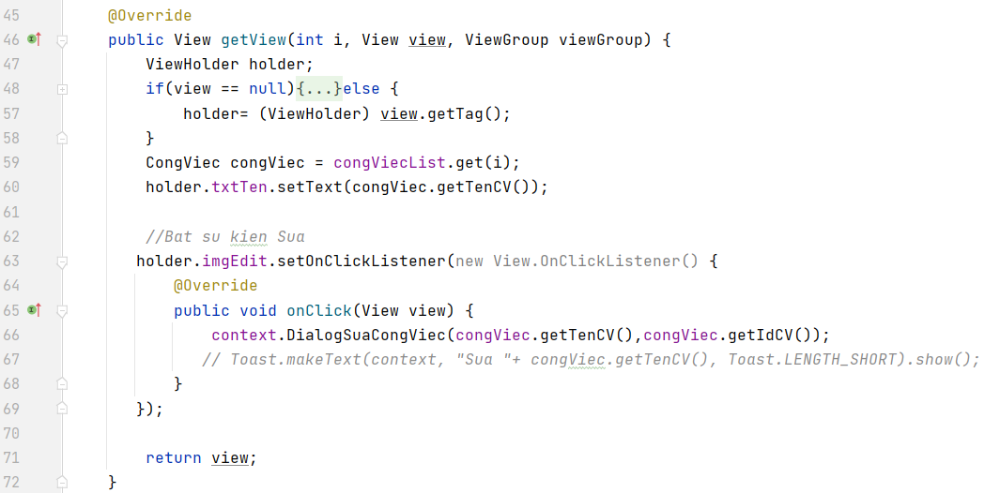 45 @Override
46 public View getView(int i, View view, ViewGroup viewGroup) {
47 ViewHolder holder;
48 if(view == null){...}else {
57 holder= (ViewHolder) view.getTag();
58 }
59 CongViec congViec = congViecList.get(i);
60 holder.txtTen.setText(congViec.getTenCV());
61
62 //Bat su kien Sua
63 holder.imgEdit.setOnClickListener(new View.OnClickListener() {
64 @Override
65 public void onClick(View view) {
66 context.DialogSuaCongViec(congViec.getTenCV(),congViec.getIdCV());
67 // Toast.makeText(context, "Sua "+ congViec.getTenCV(), Toast.LENGTH_SHORT).show();
68 }
69 });
70
71 return view;
72 }